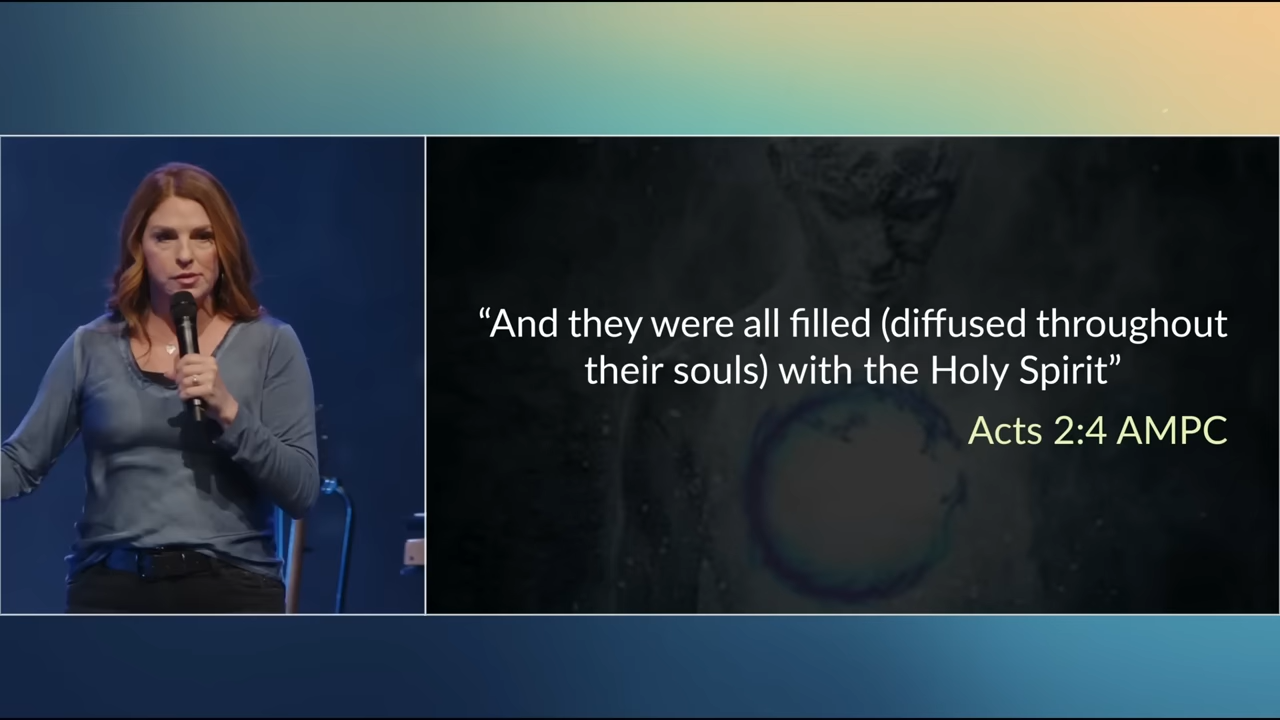 “And they were all filled (diffused throughout
their souls) with the Holy Spirit”
Acts 2:4 AMPC